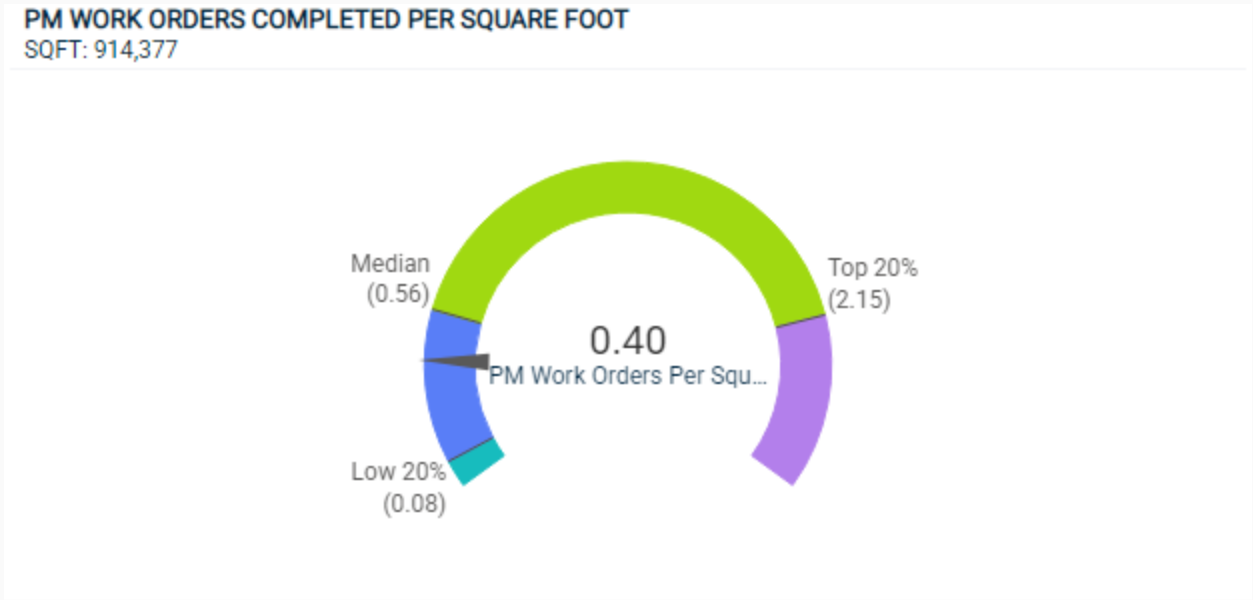 PM WORK ORDERS COMPLETED PER SQUARE FOOT
SQFT: 914,377
Median
(0.56)
Top 20%
(2.15)
0.40
PM Work Orders Per Squ...
Low 20%
(0.08)